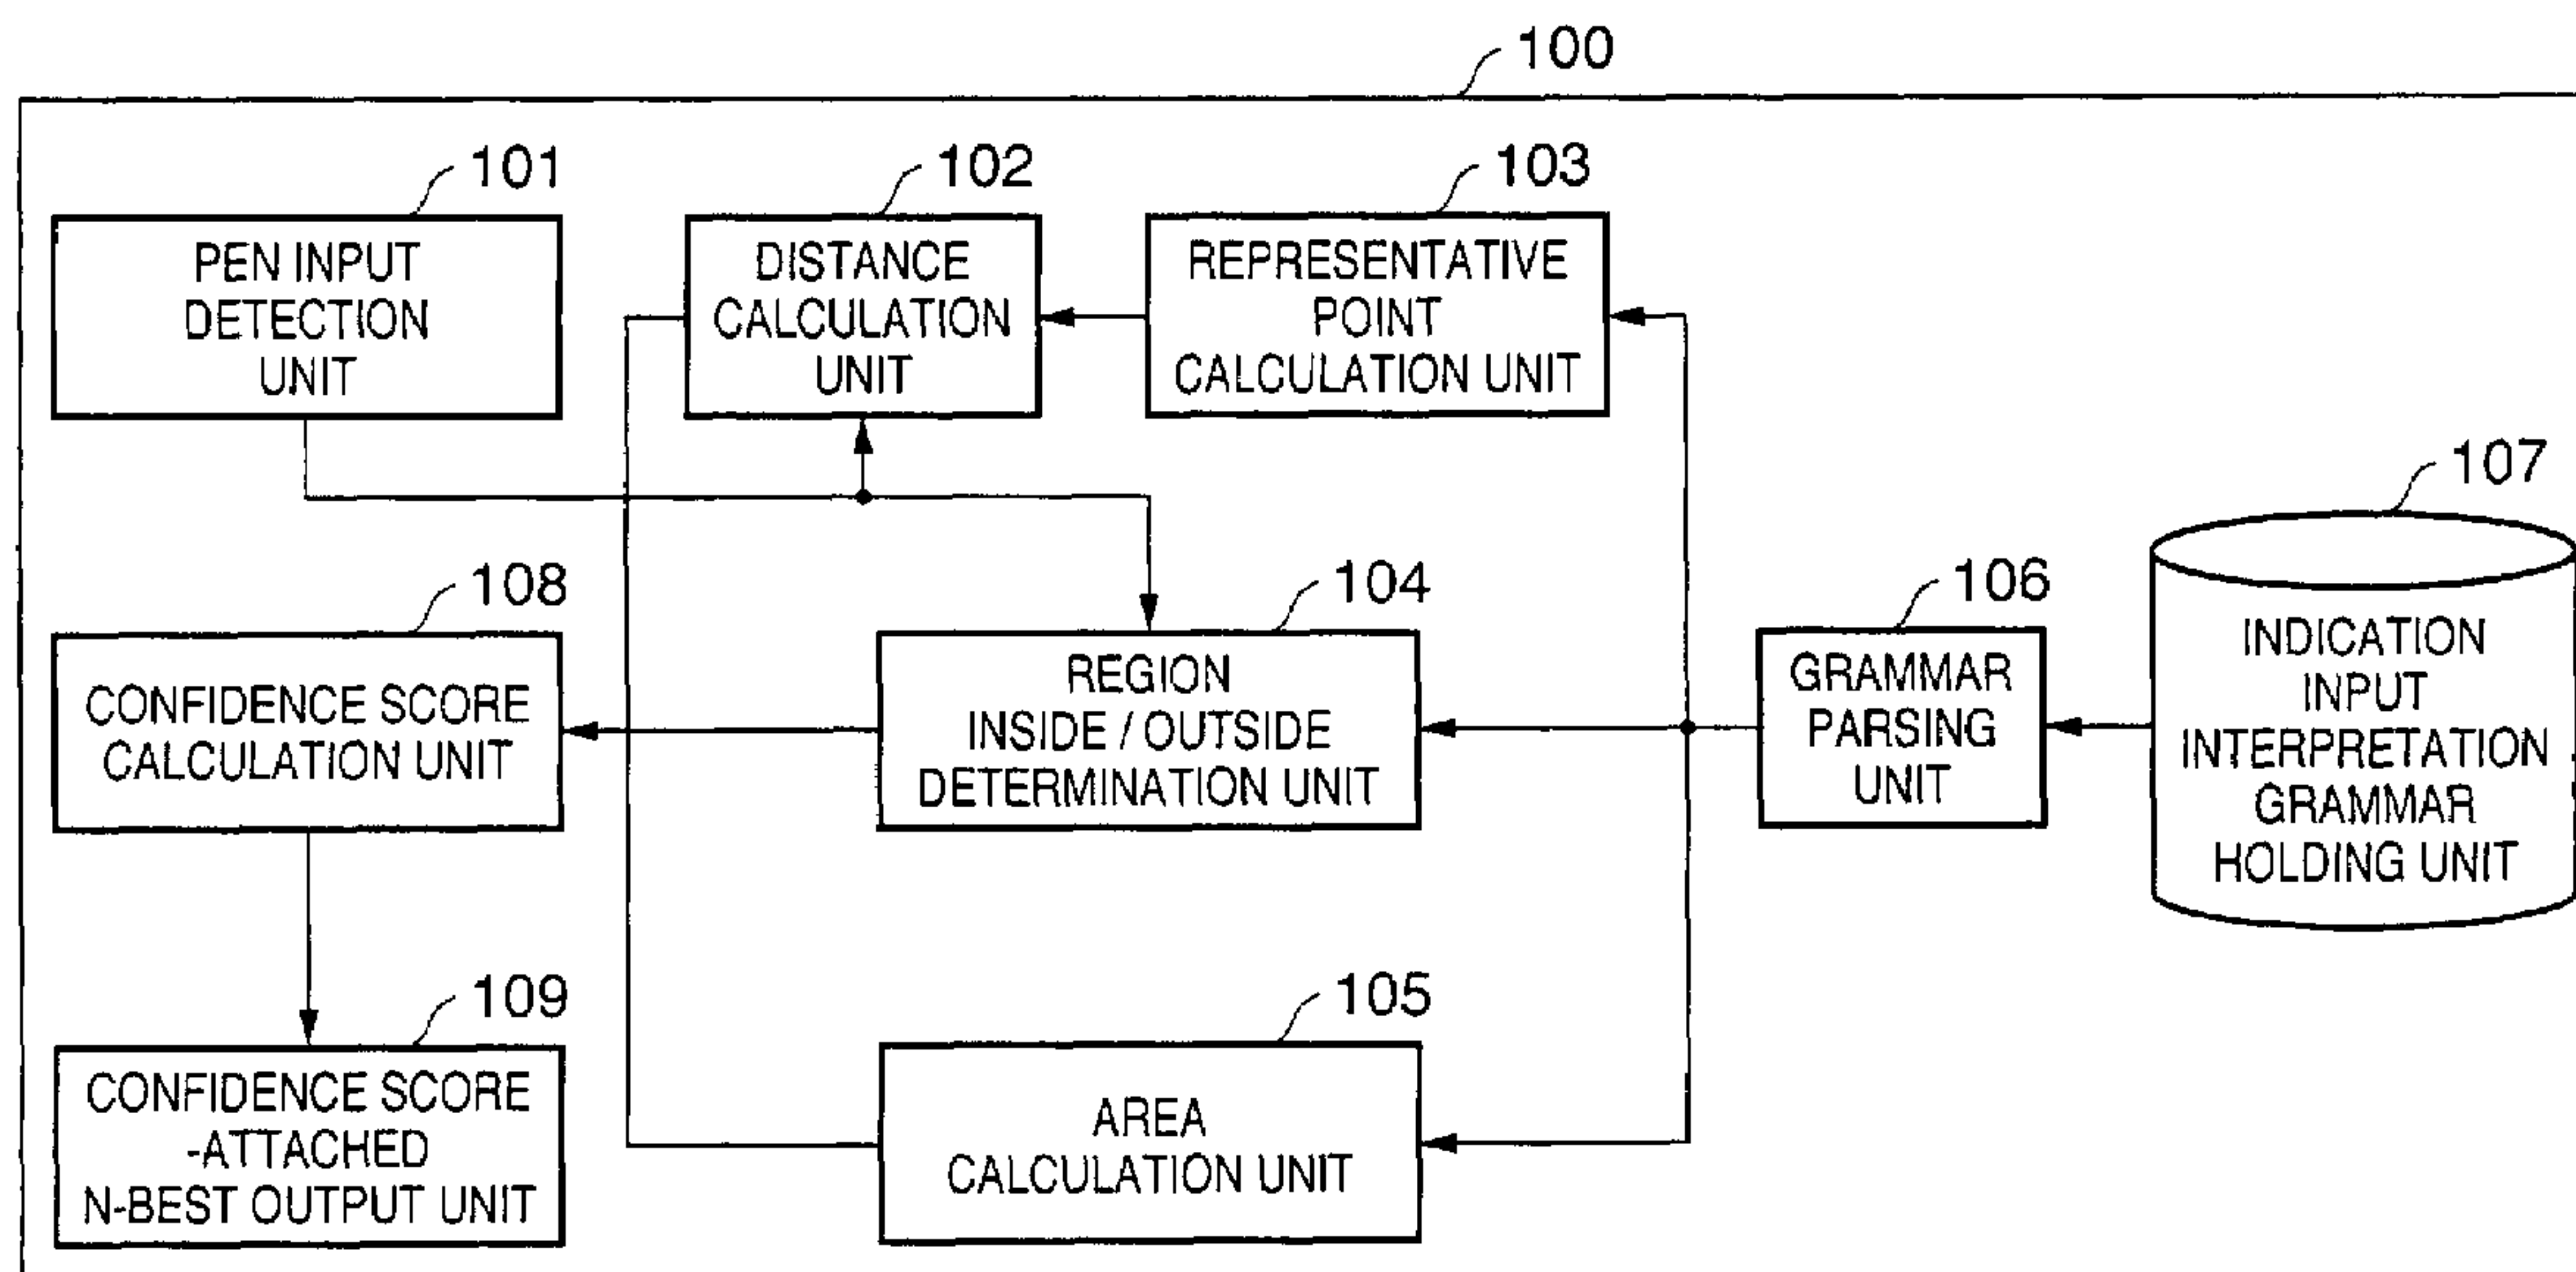 100
101
PEN INPUT
DETECTION
UNIT
102
DISTANCE
CALCULATION
UNIT
103
REPRESENTATIVE
POINT
CALCULATION UNIT
108
CONFIDENCE SCORE
CALCULATION UNIT
104
REGION
INSIDE / OUTSIDE
DETERMINATION UNIT
106
GRAMMAR
PARSING
UNIT
107
INDICATION
INPUT
INTERPRETATION
GRAMMAR
HOLDING UNIT
109
CONFIDENCE SCORE
-ATTACHED
N-BEST OUTPUT UNIT
105
AREA
CALCULATION UNIT